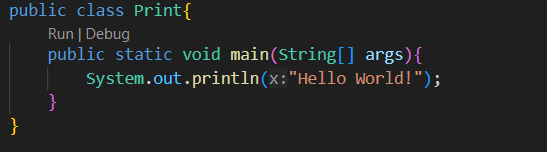 public class Print{
Run | Debug
public static void main(String[] args){
System.out.println(x:"Hello World!");
}
}